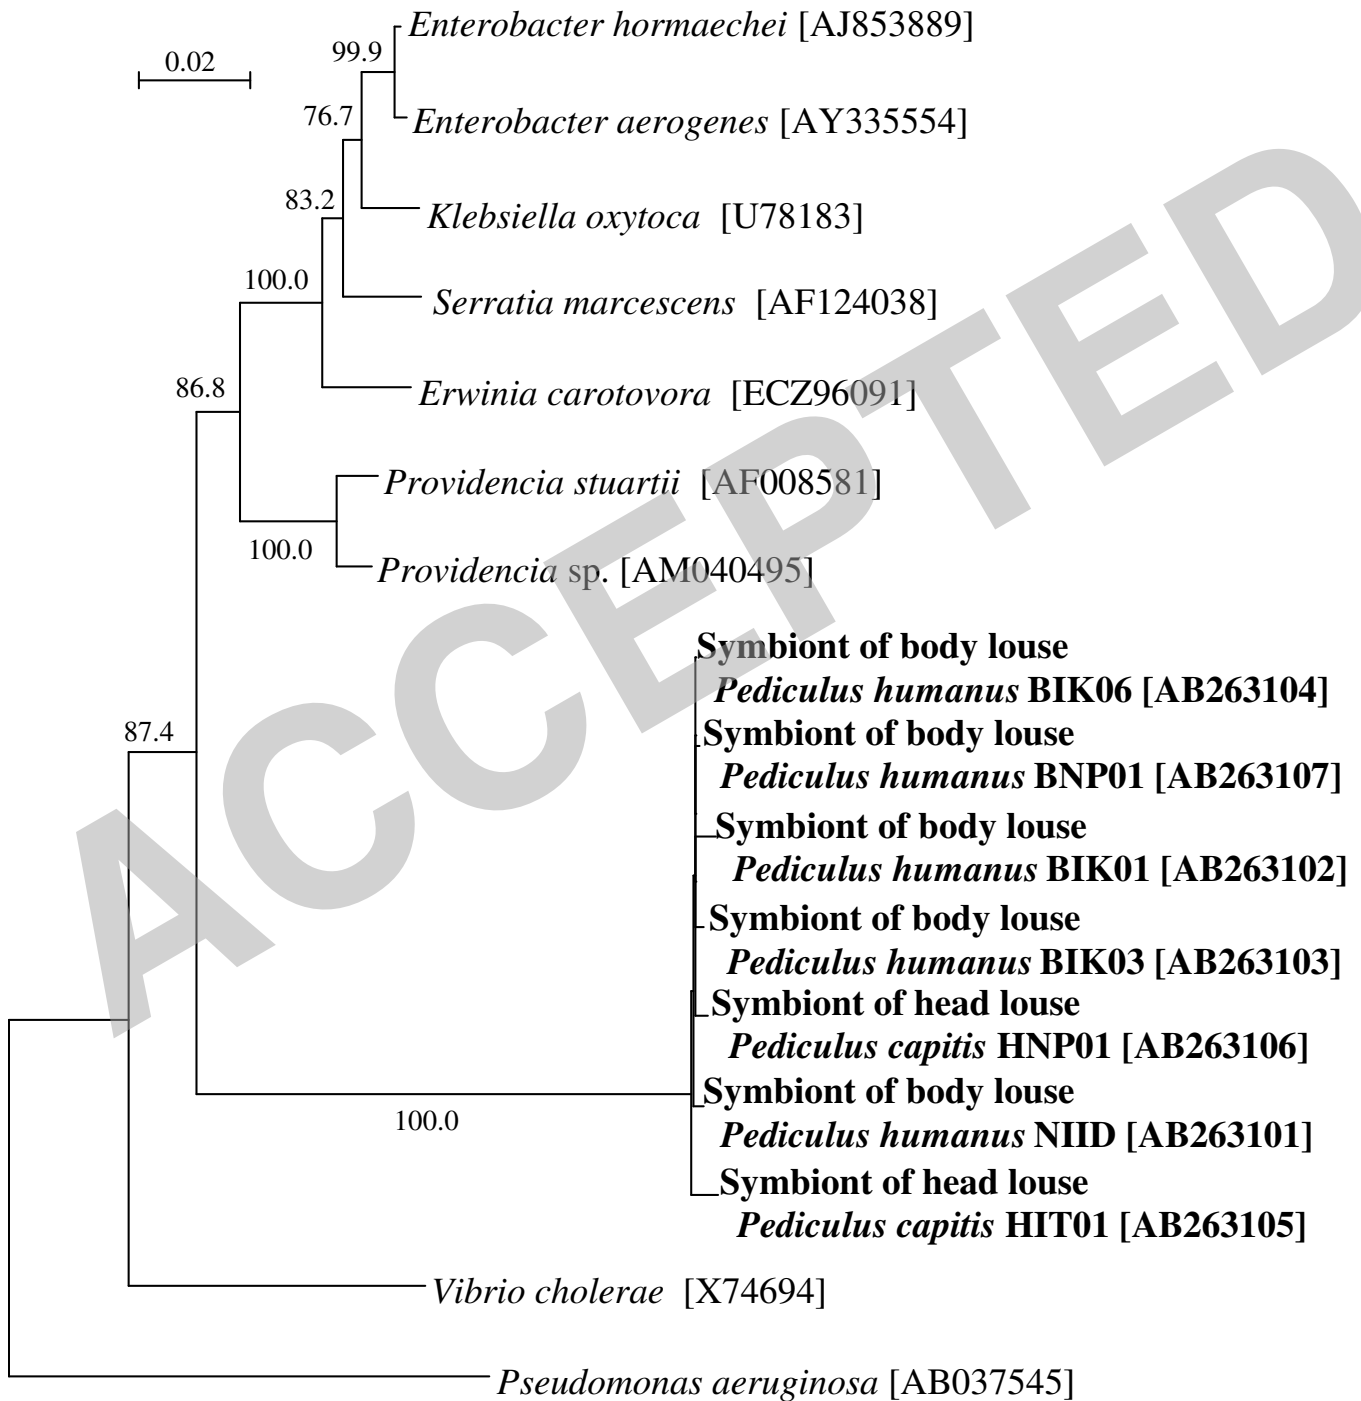 Enterobacter hormaechei [AJ853889]
99.9
0.02
76.7
Enterobacter aerogenes [AY335554]
83.2
Klebsiella oxytoca [U78183]
100.0
Serratia marcescens [AF124038]
86.8
Erwinia carotovora [ECZ96091]
Providencia stuartii [AF008581]
100.0
Providencia sp. [AM040495]
Symbiont of body louse
Pediculus humanus BIK06 [AB263104]
87.4
Symbiont of body louse
Pediculus humanus BNP01 [AB263107]
Symbiont of body louse
Pediculus humanus BIK01 [AB263102]
Symbiont of body louse
Pediculus humanus BIK03 [AB263103]
Symbiont of head louse
Pediculus capitis HNP01 [AB263106]
Symbiont of body louse
100.0
Pediculus humanus NIID [AB263101]
Symbiont of head louse
Pediculus capitis HIT01 [AB263105]
Vibrio cholerae [X74694]
Pseudomonas aeruginosa [AB037545]
ACCEPTED